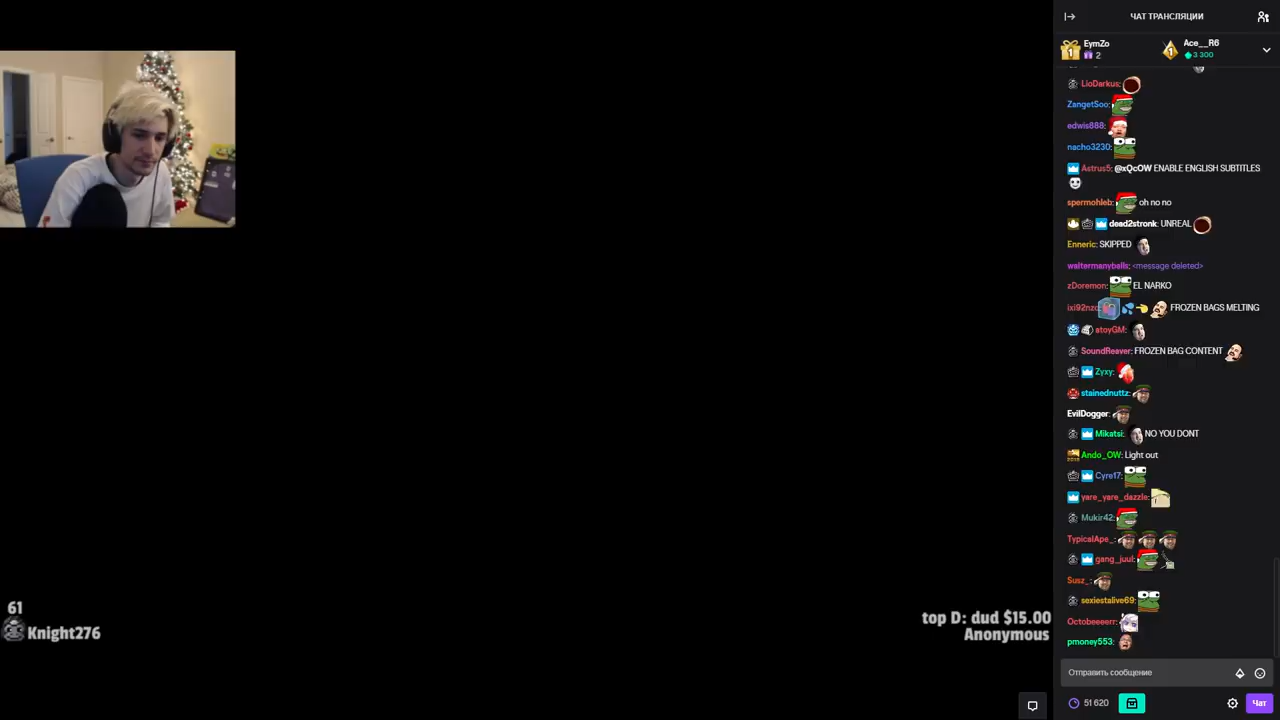 ЧАТ ТРАНСЛЯЦИИ
EymZo
2
Ace__R6
3 300
LioDarkus:
ZangetSoo:
edwis888:
nacho3230:
Astrus5: @xQcOW ENABLE ENGLISH SUBTITLES
spermohleb: oh no no
dead2stronk: UNREAL
Enneric: SKIPPED
waltermanyballs: <message deleted>
zDoremon: EL NARKO
ixi92nzo: FROZEN BAGS MELTING
atoyGM:
SoundReaver: FROZEN BAG CONTENT
Zyxy:
stainednuttz:
EvilDogger:
Mikatsi: NO YOU DONT
Ando_OW: Light out
Cyre17:
yare_yare_dazzle:
Mukir42:
TypicalApe_:
gang_juul:
Susz_:
sexiestalive69:
Octobeeeerr:
pmoney553:
61
Knight276
top D: dud $15.00
Anonymous
Отправить сообщение
51 620
Чат